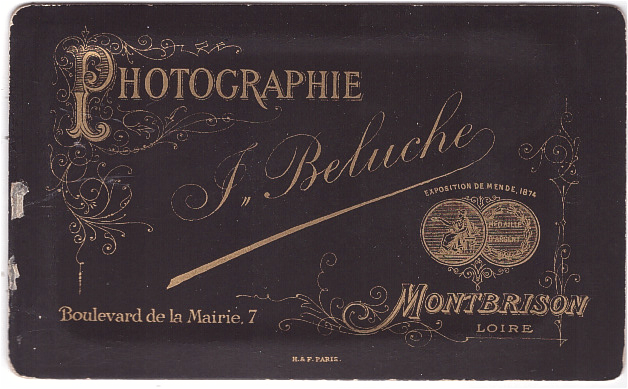 PHOTOGRAPHIE
J„ Beluche
EXPOSITION DE MENDE, 1874
MÉDAILLE
D'ARGENT
Boulevard de la Mairie, 7
MONTBRISON
LOIRE
H. & F. PARIS.